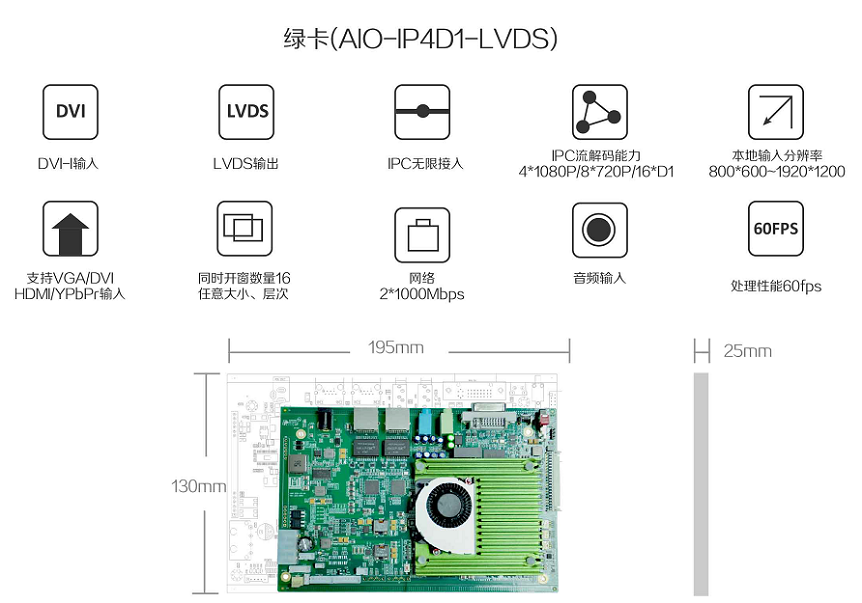 绿卡(AIO-IP4D1-LVDS)
DVI
LVDS
DVI-I输入
LVDS输出
IPC无限接入
IPC流解码能力
4*1080P/8*720P/16*D1
本地输入分辨率
800*600~1920*1200
60FPS
支持VGA/DVI
HDMI/YPbPr输入
同时开窗数量16
任意大小、层次
网络
2*1000Mbps
音频输入
处理性能60fps
195mm
25mm
130mm